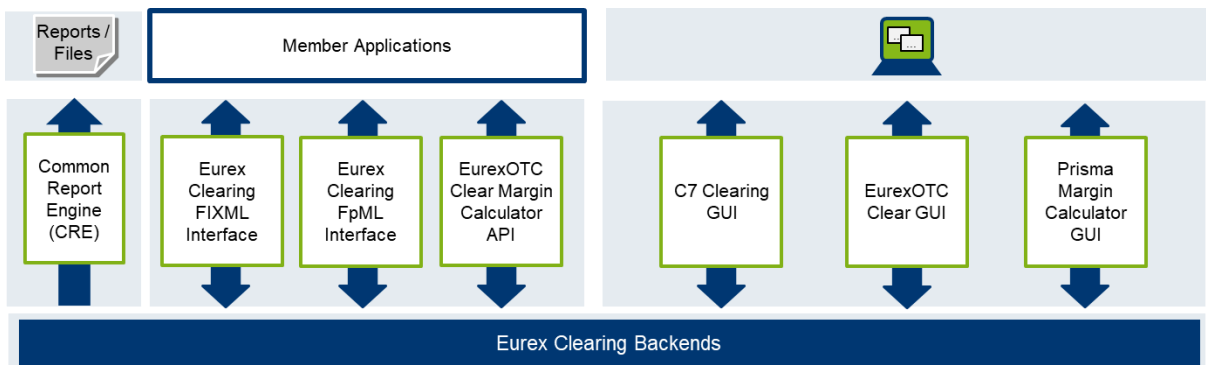 Reports /
Files
Member Applications
...
...
Common
Report
Engine
(CRE)
Eurex
Clearing
FIXML
Interface
Eurex
Clearing
FpML
Interface
EurexOTC
Clear Margin
Calculator
API
C7 Clearing
GUI
EurexOTC
Clear GUI
Prisma
Margin
Calculator
GUI
Eurex Clearing Backends